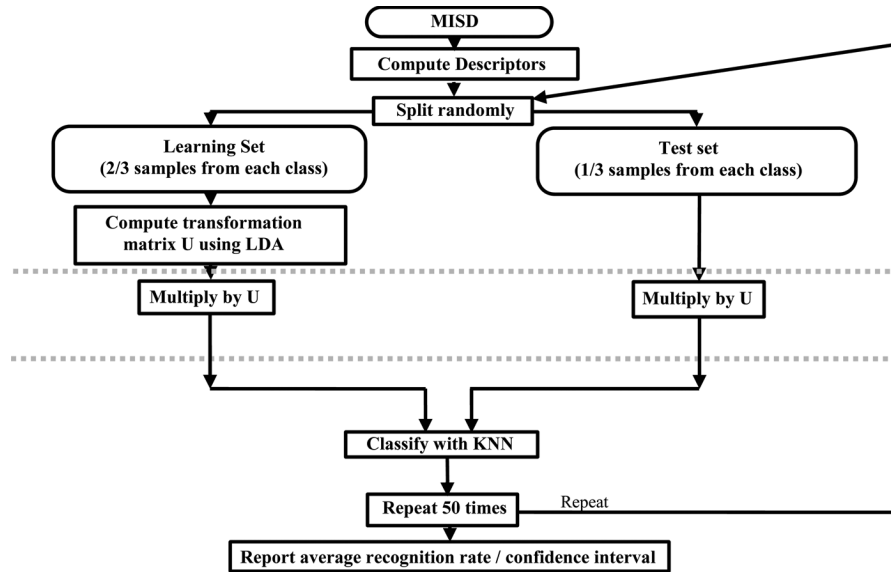 MISD
Compute Descriptors
Split randomly
Learning Set
(2/3 samples from each class)
Test set
(1/3 samples from each class)
Compute transformation
matrix U using LDA
Multiply by U
Multiply by U
Classify with KNN
Repeat 50 times
Repeat
Report average recognition rate / confidence interval